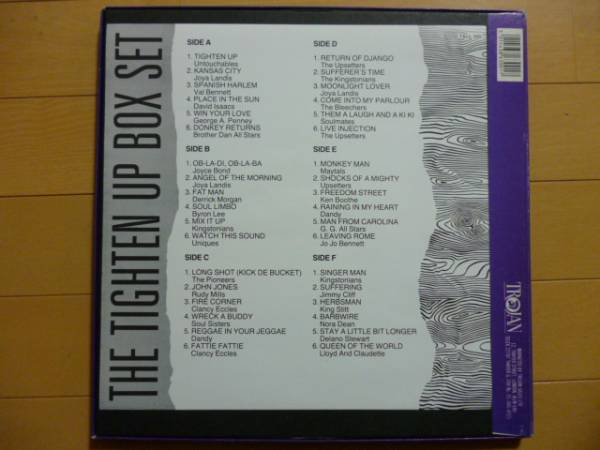 THE TIGHTEN UP BOX SET
SIDE A
1. TIGHTEN UP
Untouchables
2. KANSAS CITY
Joya Landis
3. SPANISH HARLEM
Val Bennett
4. PLACE IN THE SUN
David Isaacs
5. WIN YOUR LOVE
George A. Penney
6. DONKEY RETURNS
Brother Dan All Stars
SIDE B
1. OB-LA-DI, OB-LA-BA
Joyce Bond
2. ANGEL OF THE MORNING
Joya Landis
3. FAT MAN
Derrick Morgan
4. SOUL LIMBO
Byron Lee
5. MIX IT UP
Kingstonians
6. WATCH THIS SOUND
Uniques
SIDE C
1. LONG SHOT (KICK DE BUCKET)
The Pioneers
2. JOHN JONES
Rudy Mills
3. FIRE CORNER
Clancy Eccles
4. WRECK A BUDDY
Soul Sisters
5. REGGAE IN YOUR JEGGAE
Dandy
6. FATTIE FATTIE
Clancy Eccles
SIDE D
1. RETURN OF DJANGO
The Upsetters
2. SUFFERER'S TIME
The Kingstonians
3. MOONLIGHT LOVER
Joya Landis
4. COME INTO MY PARLOUR
The Bleechers
5. THEM A LAUGH AND A KI KI
Soulmates
6. LIVE INJECTION
The Upsetters
SIDE E
1. MONKEY MAN
Maytals
2. SHOCKS OF A MIGHTY
Upsetters
3. FREEDOM STREET
Ken Boothe
4. RAINING IN MY HEART
Dandy
5. MAN FROM CAROLINA
G. G. All Stars
6. LEAVING ROME
Jo Jo Bennett
SIDE F
1. SINGER MAN
Kingstonians
2. SUFFERING
Jimmy Cliff
3. HERBSMAN
King Stitt
4. BARBWIRE
Nora Dean
5. STAY A LITTLE BIT LONGER
Delano Stewart
6. QUEEN OF THE WORLD
Lloyd And Claudette
TROJAN